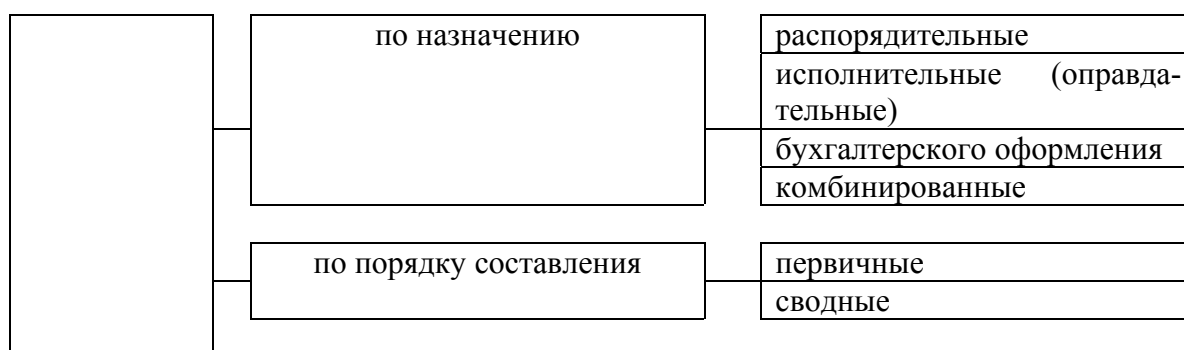 по назначению
распорядительные
исполнительные (оправда-
тельные)
бухгалтерского оформления
комбинированные
по порядку составления
первичные
сводные